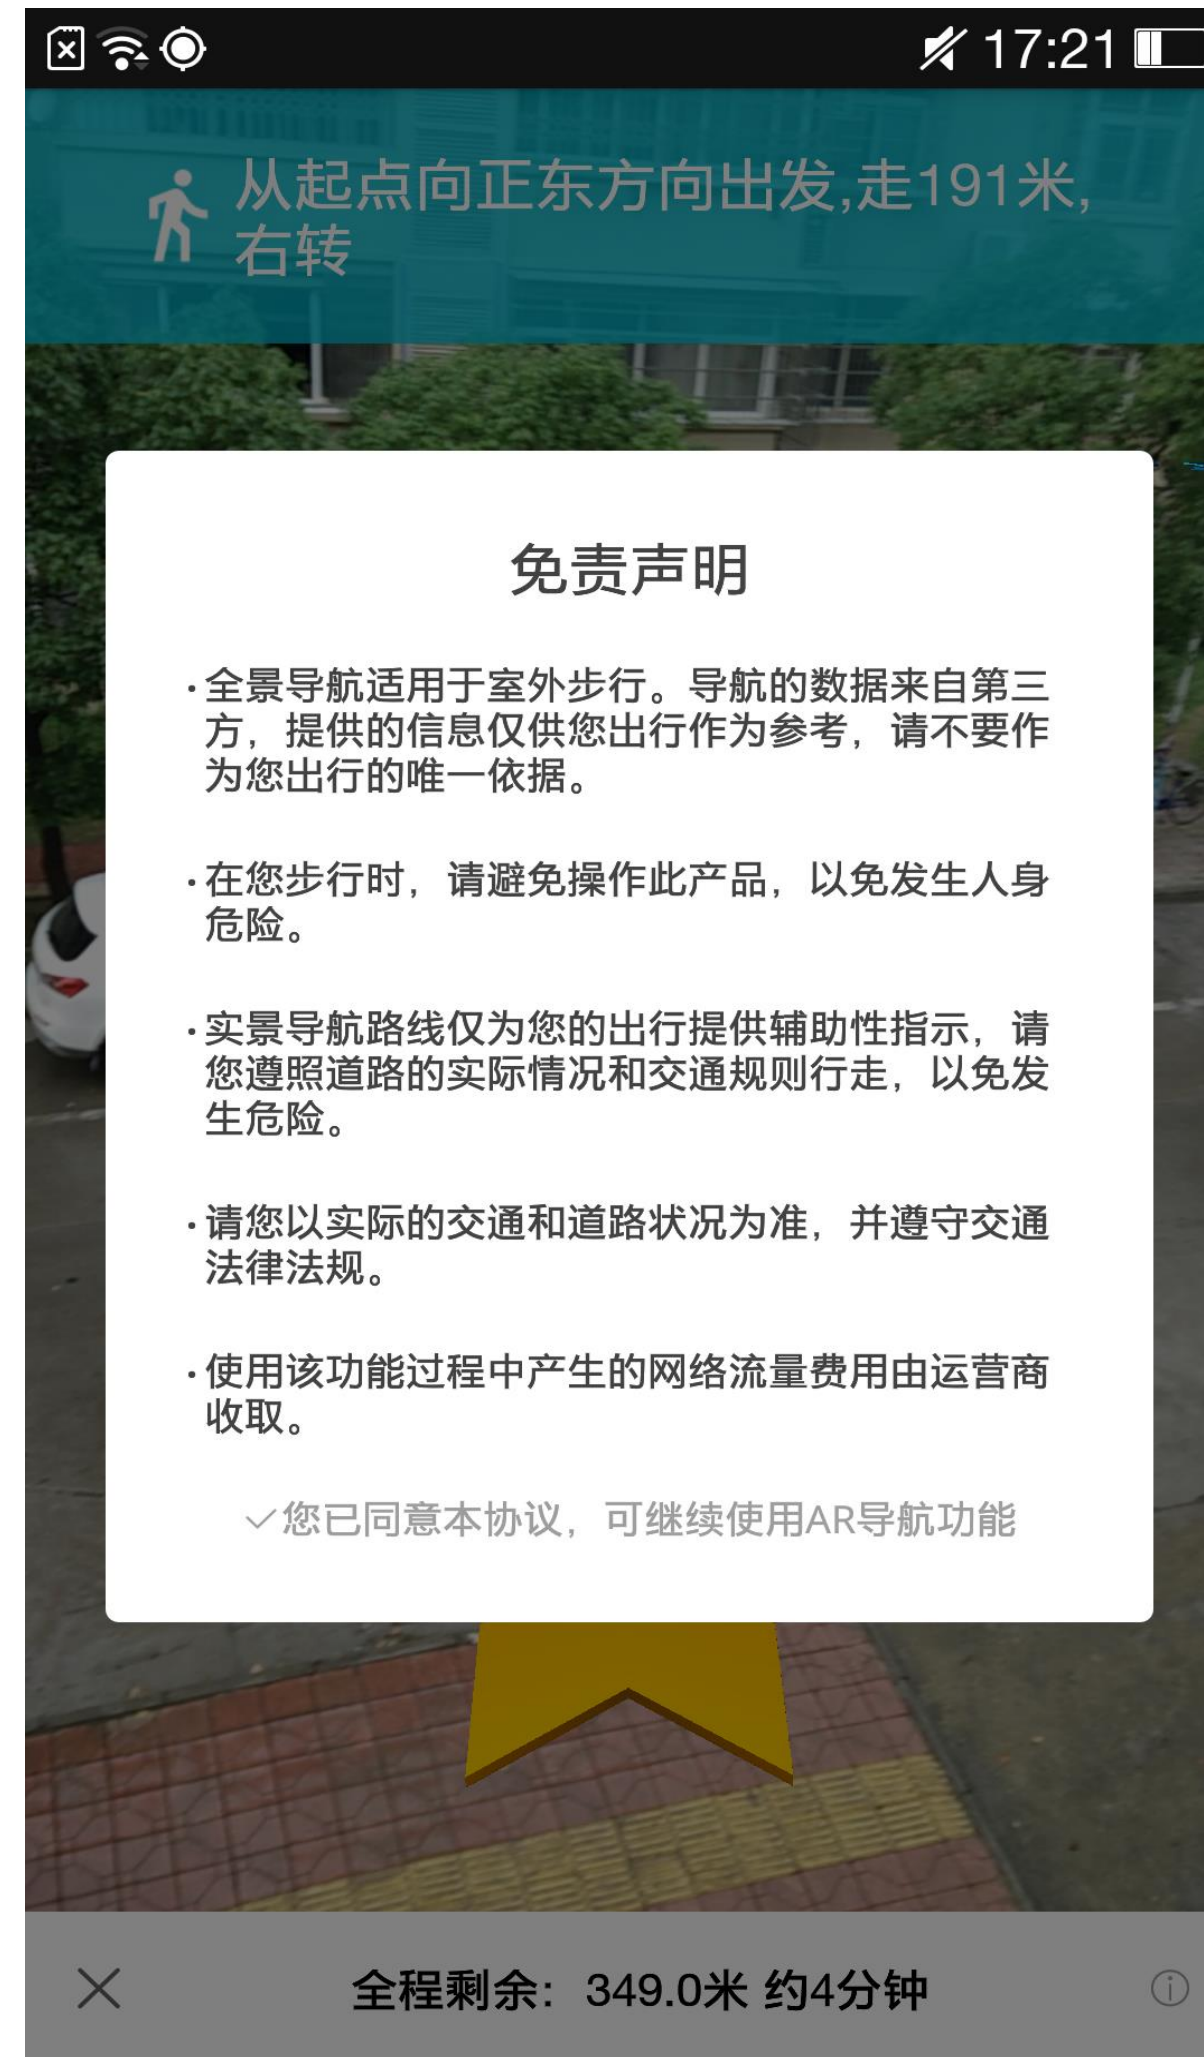 17:21
从起点向正东方向出发,走191米,
右转
免责声明
·全景导航适用于室外步行。导航的数据来自第三
方，提供的信息仅供您出行作为参考，请不要作
为您出行的唯一依据。
·在您步行时，请避免操作此产品，以免发生人身
危险。
·实景导航路线仅为您的出行提供辅助性指示，请
您遵照道路的实际情况和交通规则行走，以免发
生危险。
·请您以实际的交通和道路状况为准，并遵守交通
法律法规。
·使用该功能过程中产生的网络流量费用由运营商
收取。
✓您已同意本协议，可继续使用AR导航功能
全程剩余：349.0米 约4分钟